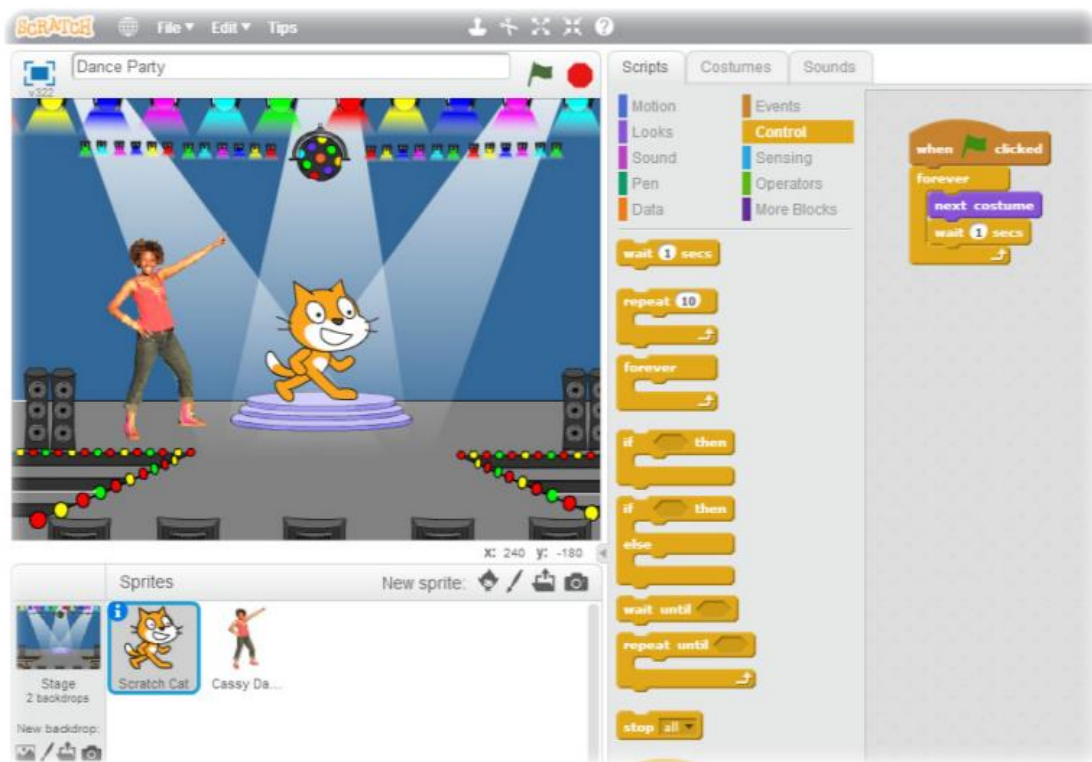 SCRATCH File Edit Tips
Dance Party
v322
Scripts Costumes Sounds
Motion Events
Looks Control
Sound Sensing
Pen Operators
Data More Blocks
wait 1 secs
repeat 10
forever
if then
if then
else
wait until
repeat until
stop all
when clicked
forever
next costume
wait 1 secs
x: 240 y: -180
Sprites New sprite:
Stage
2 backdrops
New backdrop:
Scratch Cat
Cassy Da...